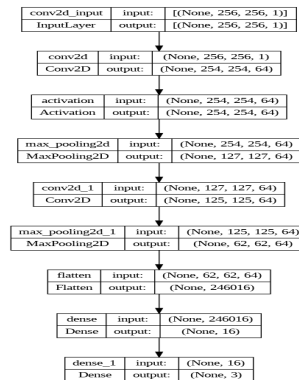 conv2d_input input: [(None, 256, 256, 1)]
InputLayer output: [(None, 256, 256, 1)]
conv2d input: (None, 256, 256, 1)
Conv2D output: (None, 254, 254, 64)
activation input: (None, 254, 254, 64)
Activation output: (None, 254, 254, 64)
max_pooling2d input: (None, 254, 254, 64)
MaxPooling2D output: (None, 127, 127, 64)
conv2d_1 input: (None, 127, 127, 64)
Conv2D output: (None, 125, 125, 64)
max_pooling2d_1 input: (None, 125, 125, 64)
MaxPooling2D output: (None, 62, 62, 64)
flatten input: (None, 62, 62, 64)
Flatten output: (None, 246016)
dense input: (None, 246016)
Dense output: (None, 16)
dense_1 input: (None, 16)
Dense output: (None, 3)